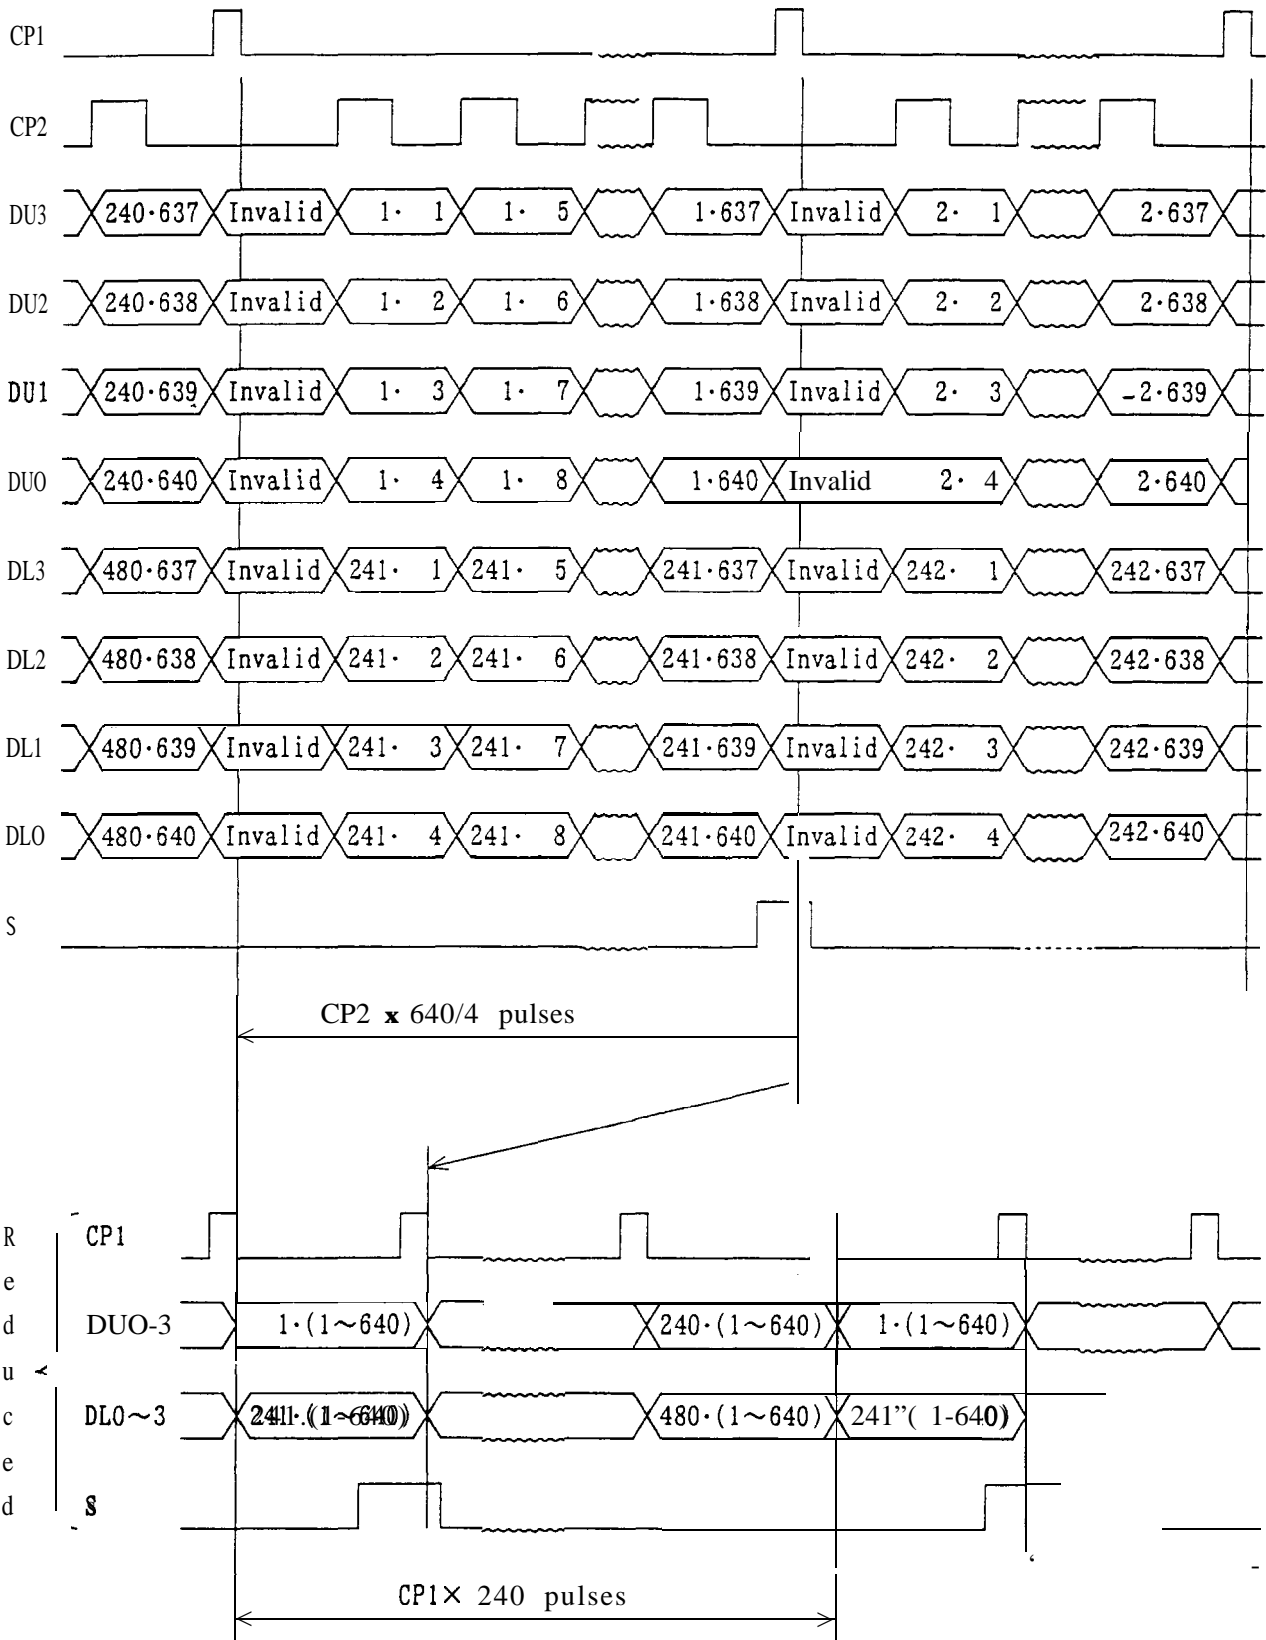 CP1
CP2
DU3 240·637 Invalid 1· 1 1· 5 1·637 Invalid 2· 1 2·637
DU2 240·638 Invalid 1· 2 1· 6 1·638 Invalid 2· 2 2·638
DU1 240·639 Invalid 1· 3 1· 7 1·639 Invalid 2· 3 -2·639
DU0 240·640 Invalid 1· 4 1· 8 1·640 Invalid 2· 4 2·640
DL3 480·637 Invalid 241· 1 241· 5 241·637 Invalid 242· 1 242·637
DL2 480·638 Invalid 241· 2 241· 6 241·638 Invalid 242· 2 242·638
DL1 480·639 Invalid 241· 3 241· 7 241·639 Invalid 242· 3 242·639
DL0 480·640 Invalid 241· 4 241· 8 241·640 Invalid 242· 4 242·640
S
CP2 x 640/4 pulses
Reduced
CP1
DU0-3 1·(1~640) 240·(1~640) 1·(1~640)
DL0~3 480·(1~640) 241”( 1-640)
S
CP1× 240 pulses